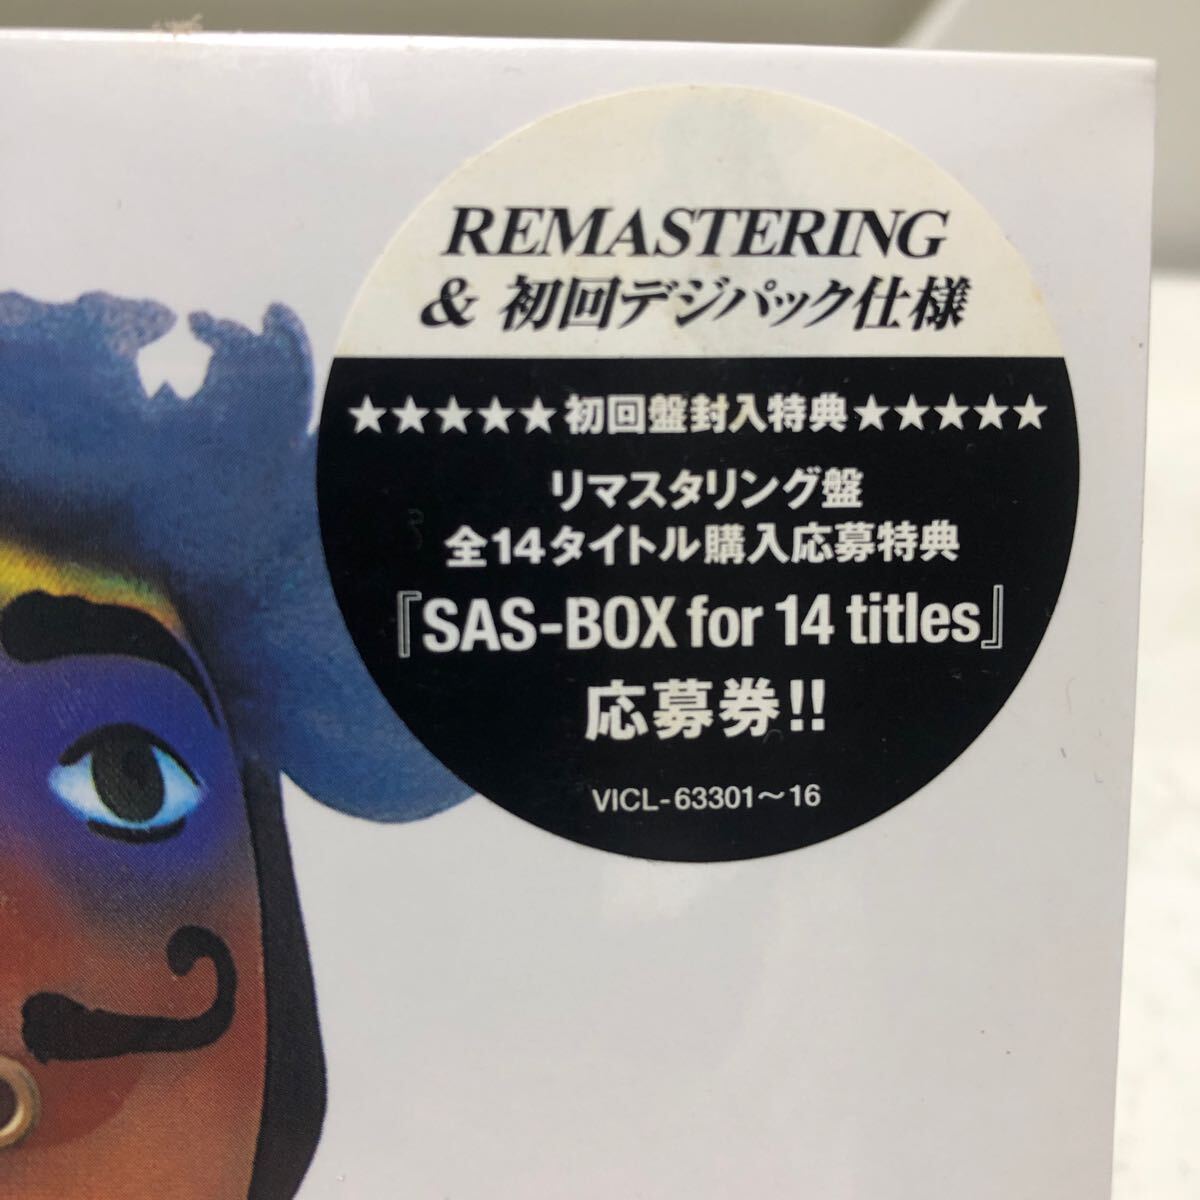 REMASTERING
& 初回デジパック仕様
★★★★★初回盤封入特典★★★★★
リマスタリング盤
全14タイトル購入応募特典
『SAS-BOX for 14 titles』
応募券!!
VICL-63301～16